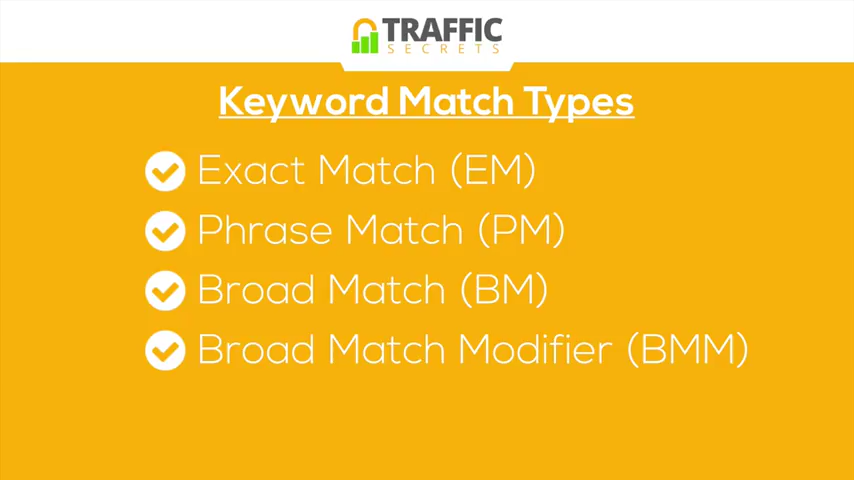 TRAFFIC
SECRETS
Keyword Match Types
Exact Match (EM)
Phrase Match (PM)
Broad Match (BM)
Broad Match Modifier (BMM)